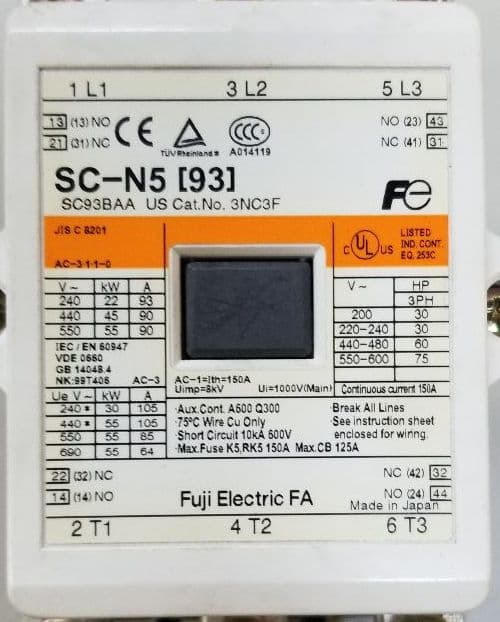 1 L1 3 L2 5 L3
13 (13) NO CE NO (23) 43
21 (31) NC TÜV Rheinland CCC A014119 NC (41) 31
SC-N5 [93] Fe
SC93BAA US Cat.No. 3NC3F
JIS C 8201
AC-3 1-1-0
c UL us LISTED
IND. CONT.
EQ. 253C
V~ kW A
240 22 93
440 45 90
550 55 90
IEC / EN 60947
VDE 0660
GB 14048.4
NK:99T406 AC-3
Ue V~ kW A
240* 30 105
440* 55 105
550 55 85
690 55 64
V~ HP
3PH
200 30
220-240 30
440-480 60
550-600 75
Continuous current 150A
AC-1=Ith=150A
Uimp=8kV Ui=1000V(Main)
·Aux.Cont. A600 Q300
·75°C Wire Cu Only
·Short Circuit 10kA 600V
·Max.Fuse K5,RK5 150A Max.CB 125A
·Break All Lines
·See instruction sheet
enclosed for wiring.
22 (32) NC NC (42) 32
14 (14) NO Fuji Electric FA NO (24) 44
Made in Japan
2 T1 4 T2 6 T3